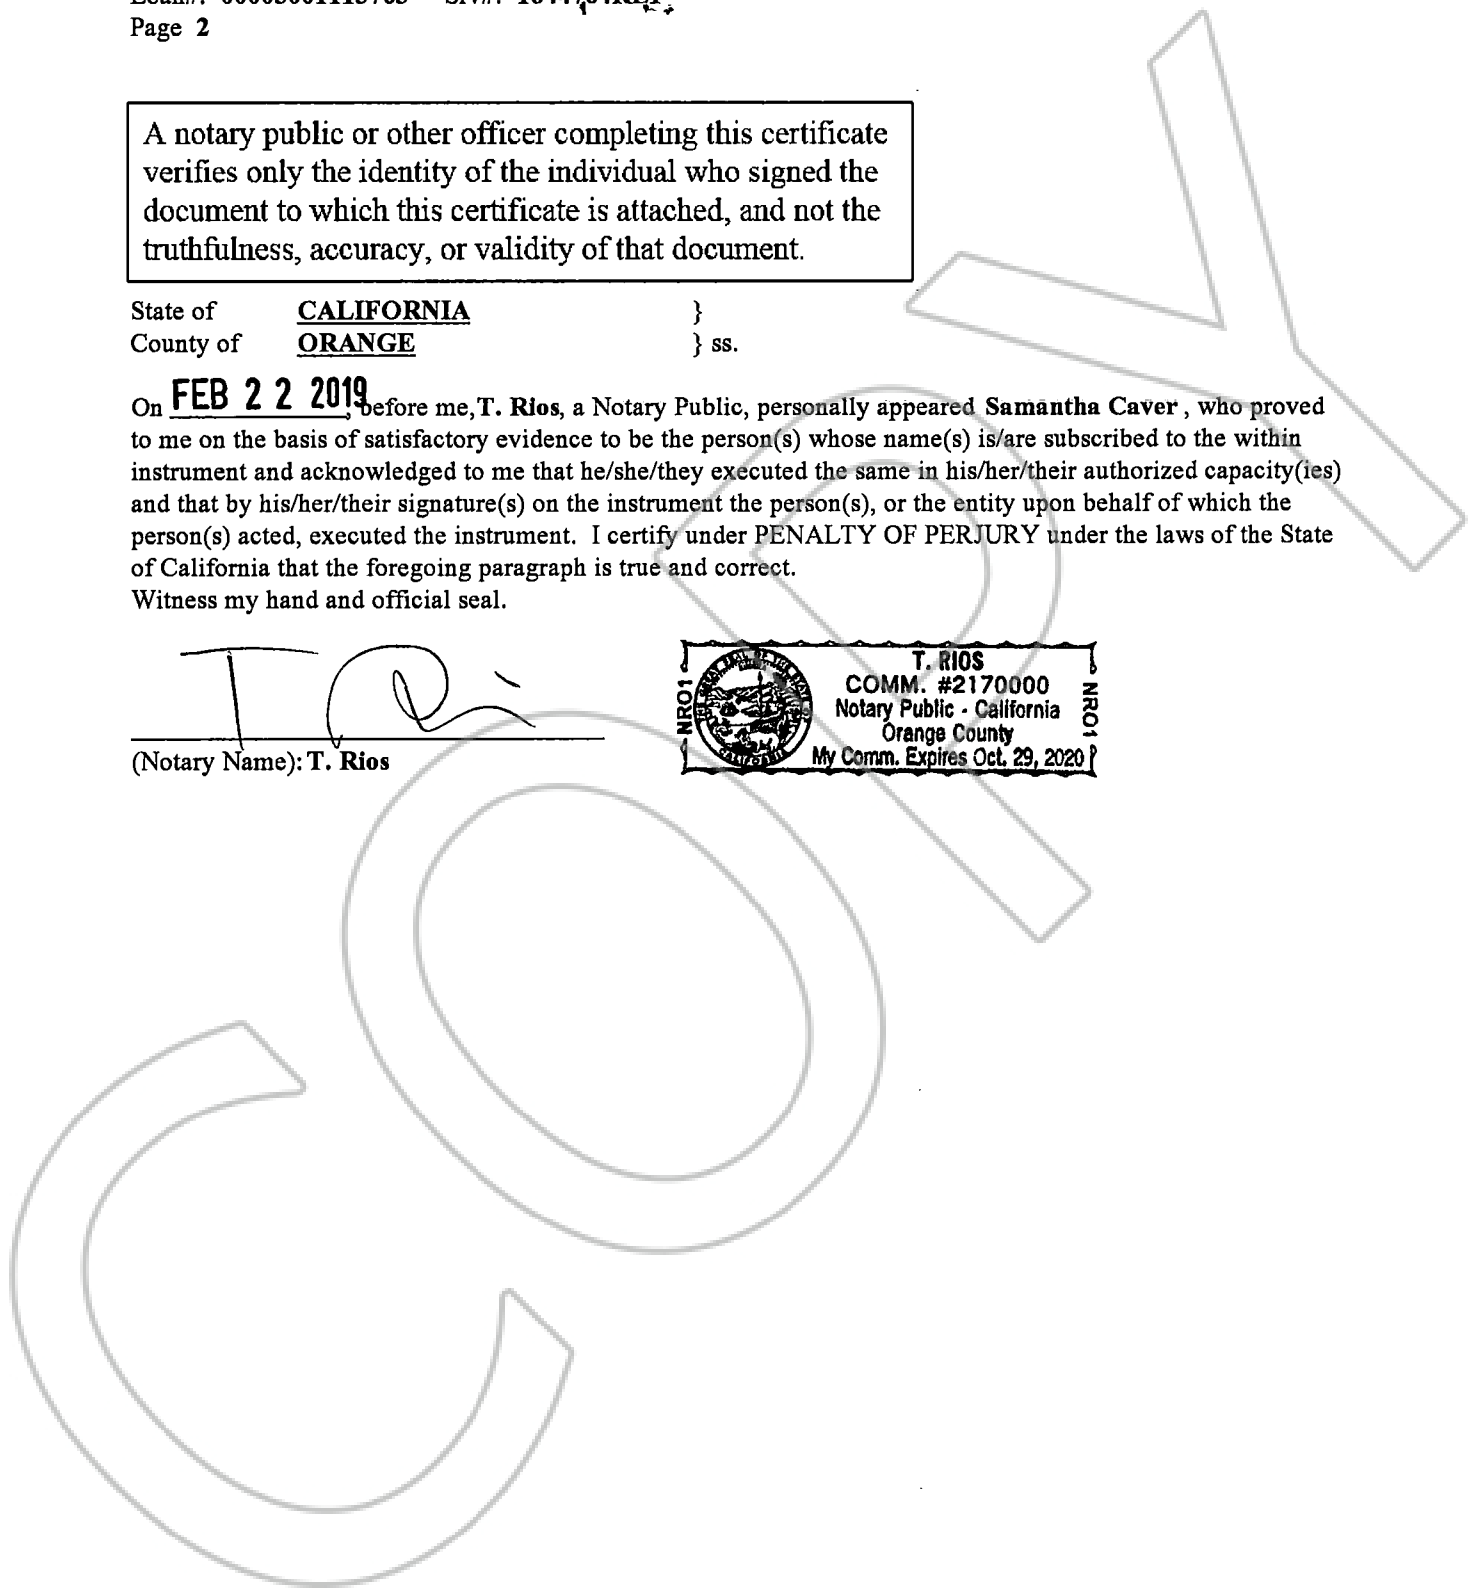 Page 2
A notary public or other officer completing this certificate
verifies only the identity of the individual who signed the
document to which this certificate is attached, and not the
truthfulness, accuracy, or validity of that document.
State of CALIFORNIA }
County of ORANGE } ss.
On FEB 2 2 2019, before me, T. Rios, a Notary Public, personally appeared Samantha Caver , who proved
to me on the basis of satisfactory evidence to be the person(s) whose name(s) is/are subscribed to the within
instrument and acknowledged to me that he/she/they executed the same in his/her/their authorized capacity(ies)
and that by his/her/their signature(s) on the instrument the person(s), or the entity upon behalf of which the
person(s) acted, executed the instrument. I certify under PENALTY OF PERJURY under the laws of the State
of California that the foregoing paragraph is true and correct.
Witness my hand and official seal.
T Ri
(Notary Name): T. Rios
NRO1
T. RIOS
COMM. #2170000
Notary Public - California
Orange County
My Comm. Expires Oct. 29, 2020
NRO1
COPY